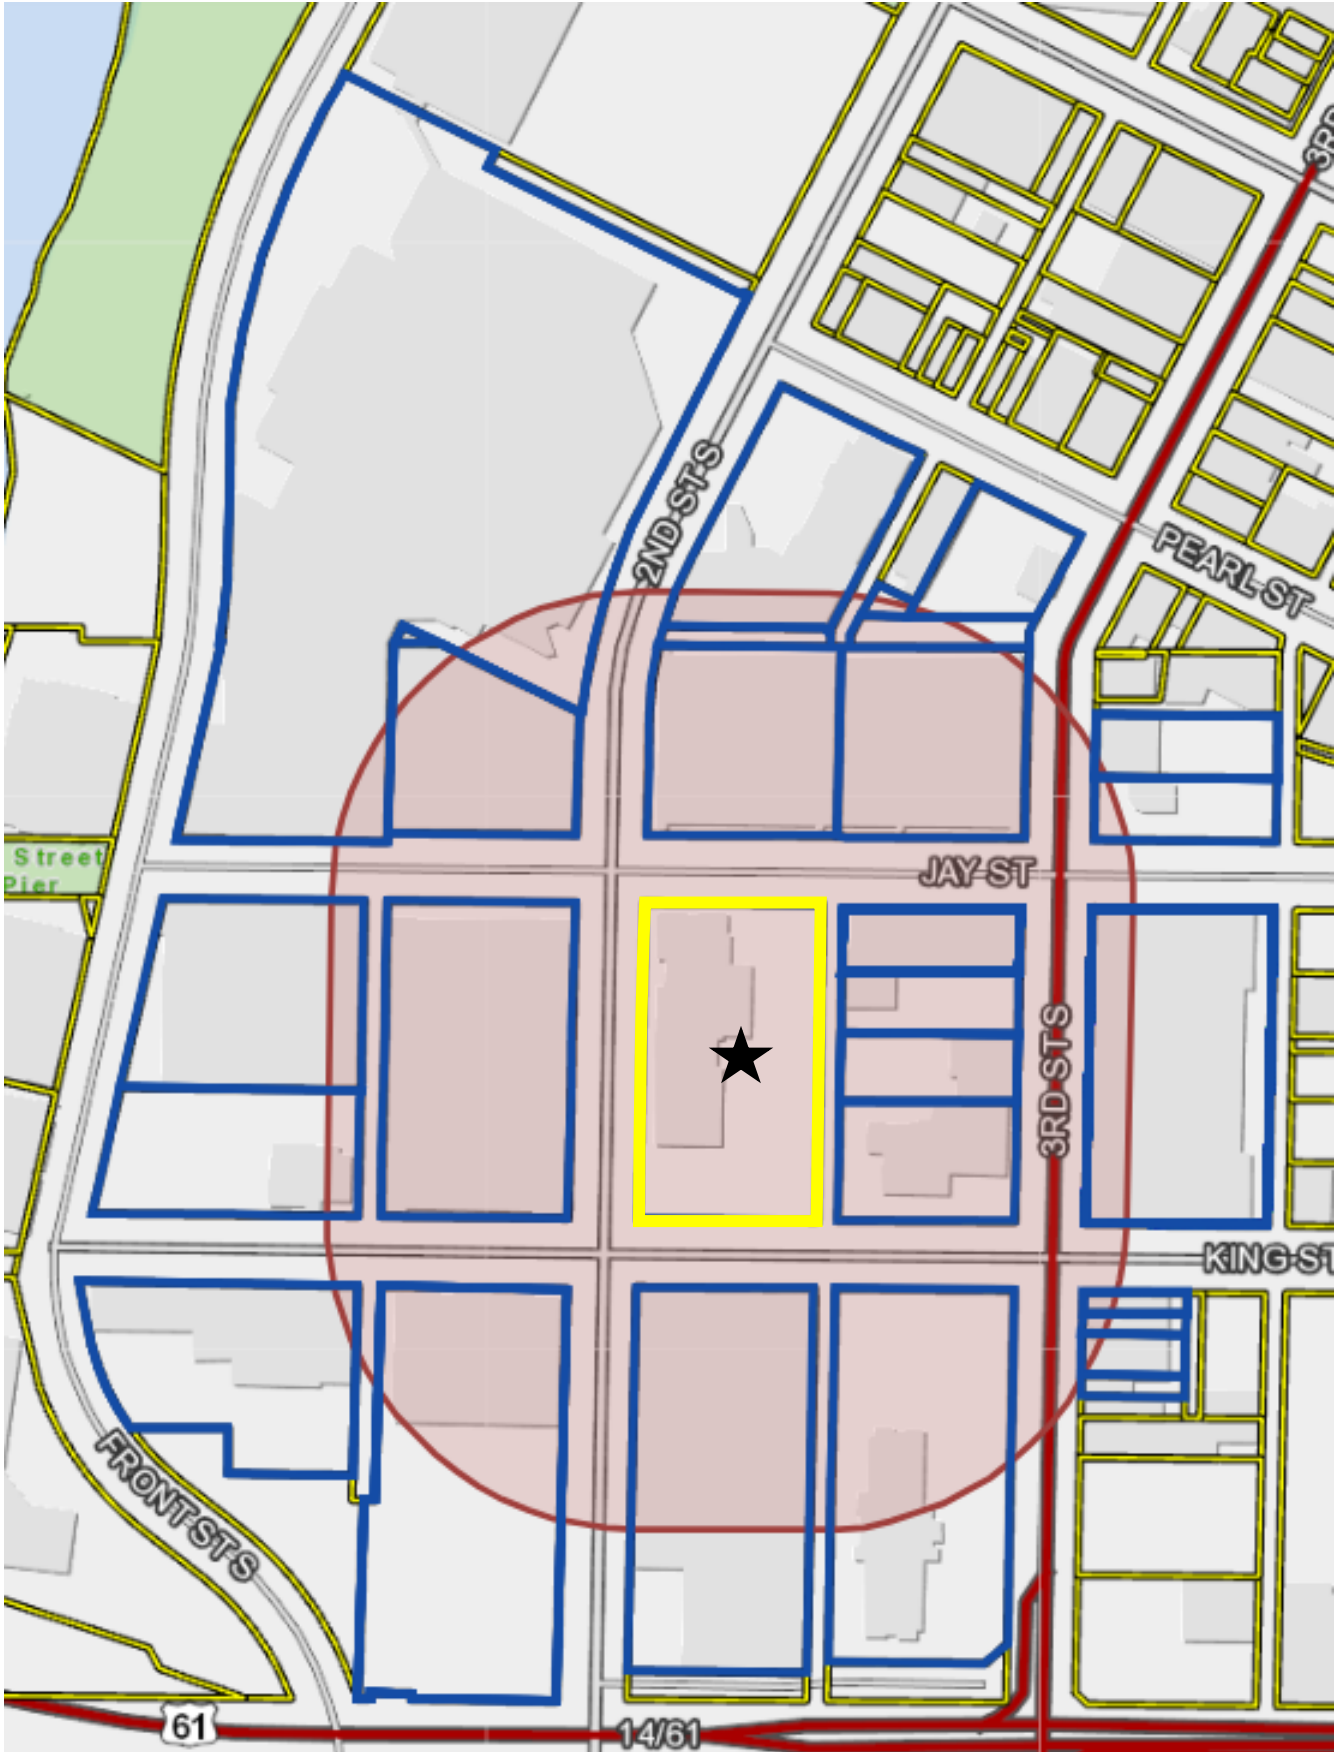 3RD
2ND ST S
PEARL ST
Street
Pier
JAY ST
3RD ST S
KING ST
FRONT ST S
61
14/61